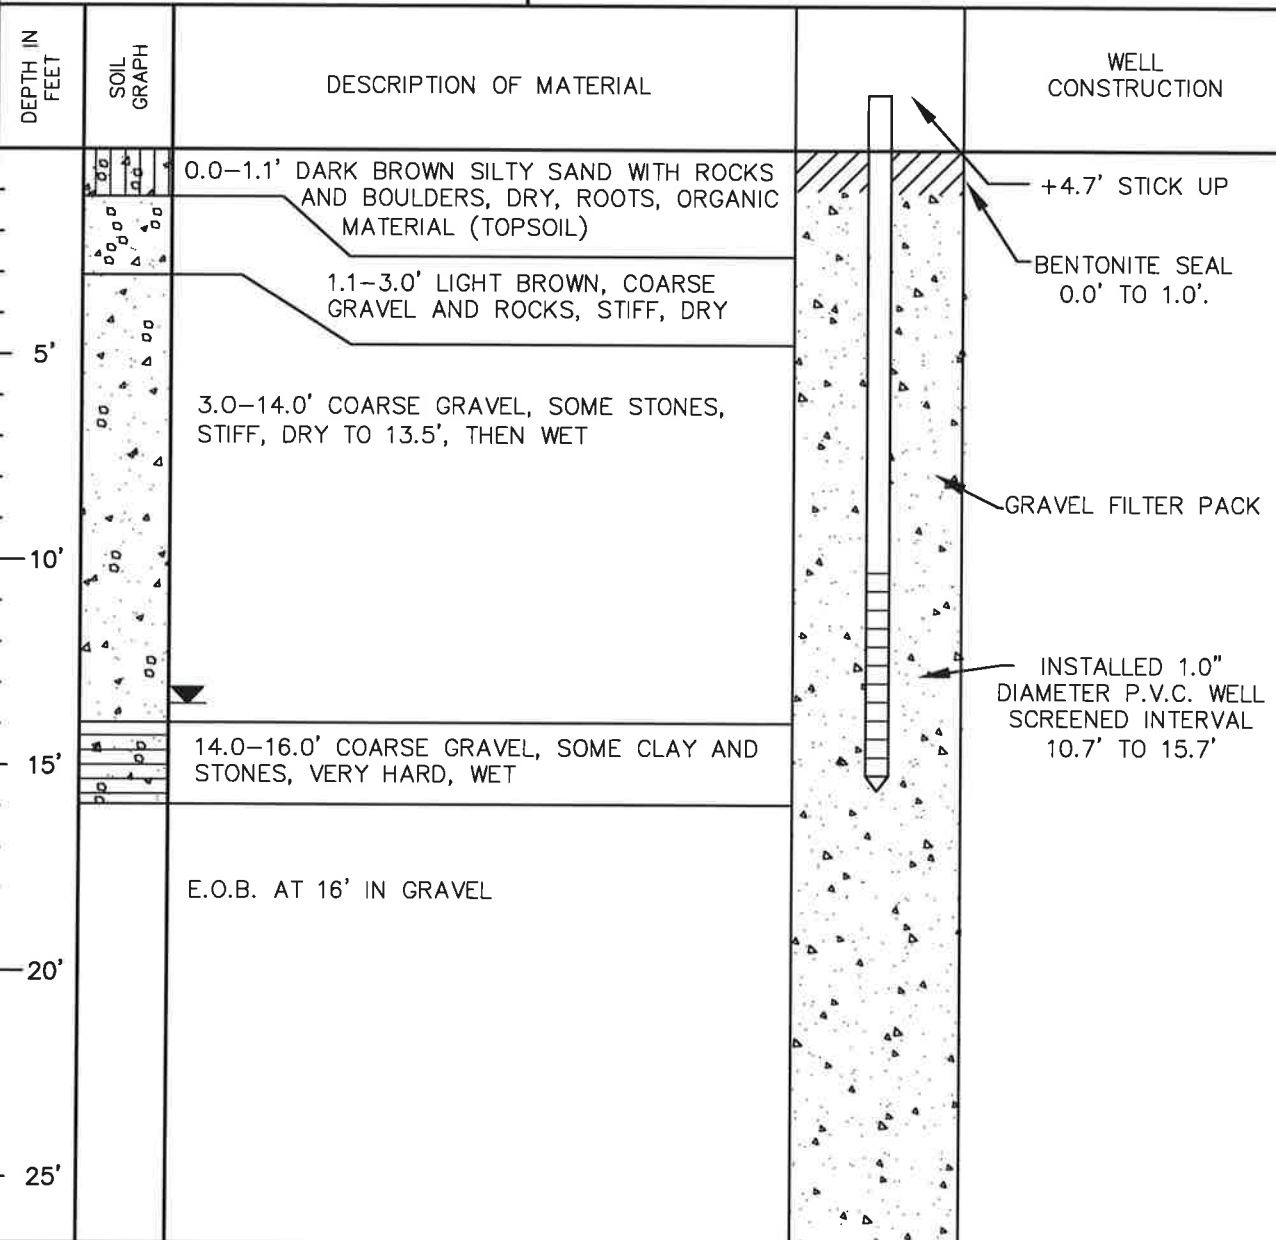 DEPTH IN
FEET
SOIL
GRAPH
DESCRIPTION OF MATERIAL
WELL
CONSTRUCTION
0.0-1.1' DARK BROWN SILTY SAND WITH ROCKS
AND BOULDERS, DRY, ROOTS, ORGANIC
MATERIAL (TOPSOIL)
+4.7' STICK UP
BENTONITE SEAL
0.0' TO 1.0'.
1.1-3.0' LIGHT BROWN, COARSE
GRAVEL AND ROCKS, STIFF, DRY
5'
3.0-14.0' COARSE GRAVEL, SOME STONES,
STIFF, DRY TO 13.5', THEN WET
GRAVEL FILTER PACK
10'
INSTALLED 1.0"
DIAMETER P.V.C. WELL
SCREENED INTERVAL
10.7' TO 15.7'
14.0-16.0' COARSE GRAVEL, SOME CLAY AND
STONES, VERY HARD, WET
15'
E.O.B. AT 16' IN GRAVEL
20'
25'